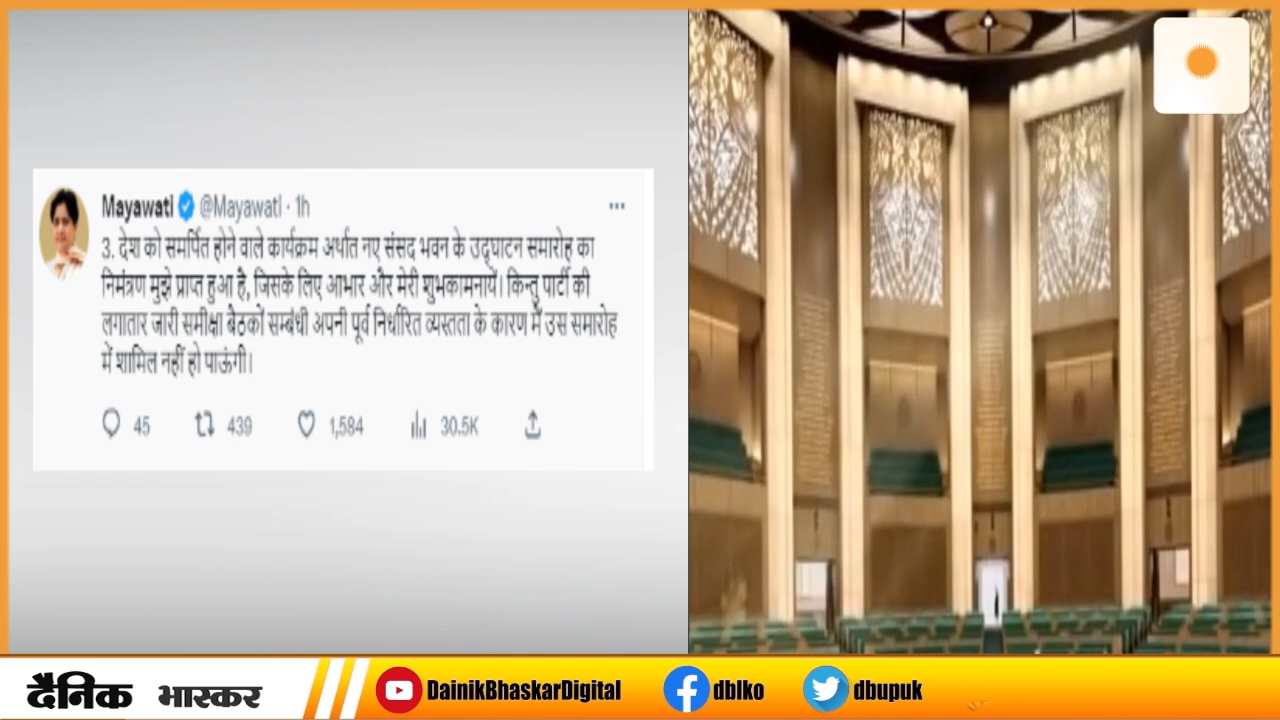 Mayawati @Mayawati · 1h
3. देश को समर्पित होने वाले कार्यक्रम अर्थात नए संसद भवन के उद्घाटन समारोह का
निमंत्रण मुझे प्राप्त हुआ है, जिसके लिए आभार और मेरी शुभकामनायें। किन्तु पार्टी की
लगातार जारी समीक्षा बैठकों सम्बंधी अपनी पूर्व निर्धारित व्यस्तता के कारण मैं उस समारोह
में शामिल नहीं हो पाऊंगी।
45 439 1,584 30.5K
दैनिक भास्कर DainikBhaskarDigital dblko dbupuk